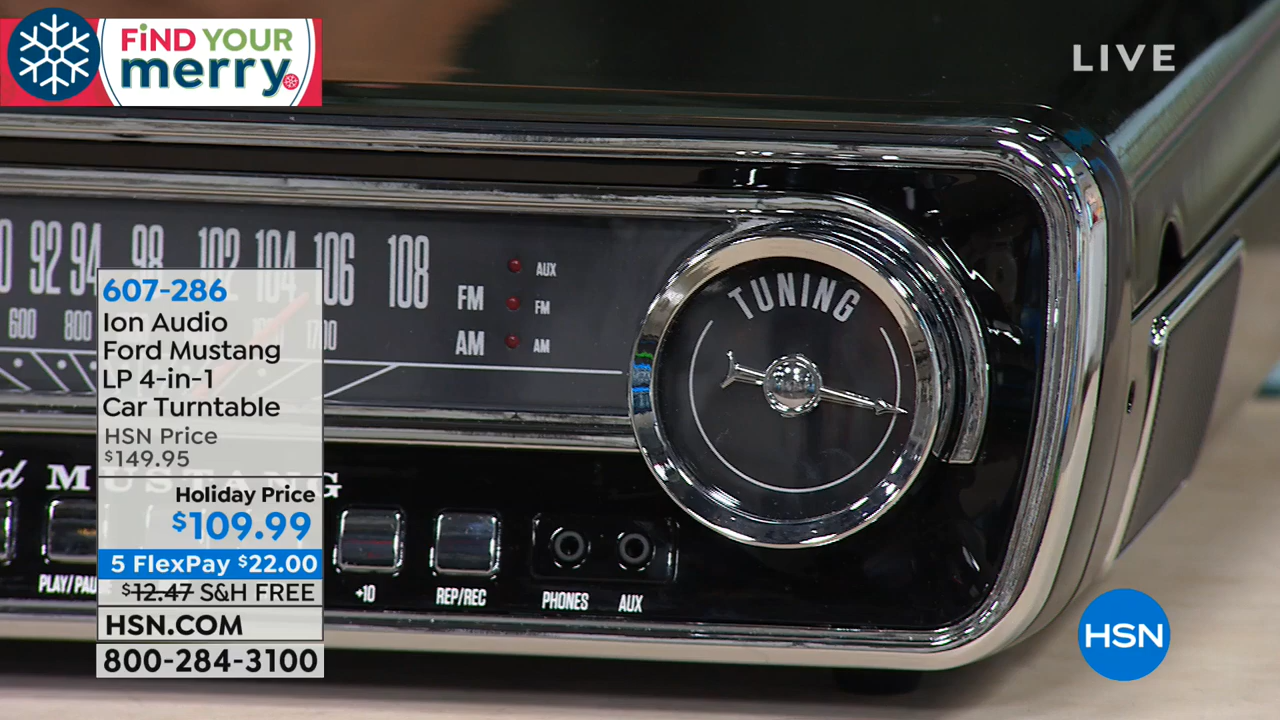 FiND YOUR
merry
LIVE
92 94 98 102 104 106 108
FM
AM
AUX
FM
AM
600 800
TUNING
607-286
Ion Audio
Ford Mustang
LP 4-in-1
Car Turntable
HSN Price
$149.95
Holiday Price
$109.99
5 FlexPay $22.00
$12.47 S&H FREE
HSN.COM
800-284-3100
MUSTANG
+10
REP/REC
PHONES
AUX
HSN